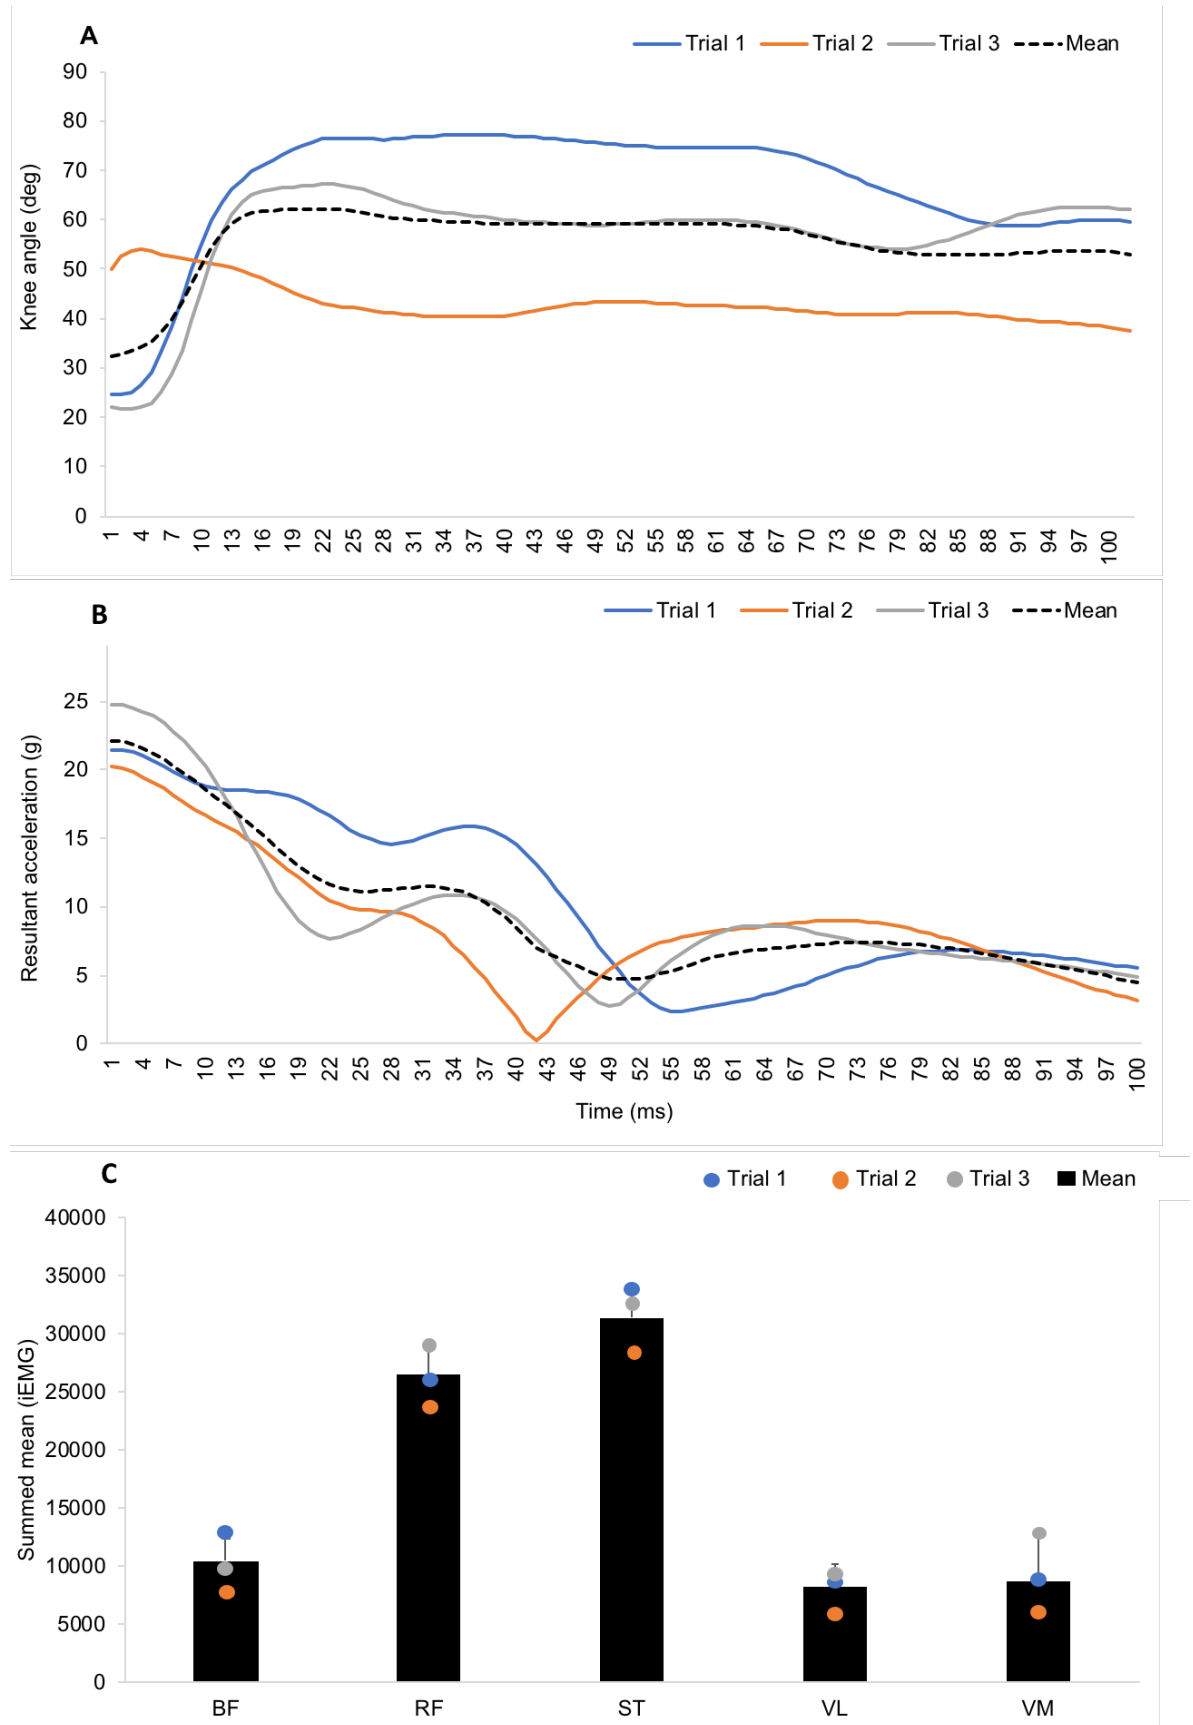 A
Trial 1 Trial 2 Trial 3 Mean
90
80
70
60
50
40
30
20
10
0
Knee angle (deg)
1 4 7 10 13 16 19 22 25 28 31 34 37 40 43 46 49 52 55 58 61 64 67 70 73 76 79 82 85 88 91 94 97 100
B
Trial 1 Trial 2 Trial 3 Mean
25
20
15
10
5
0
Resultant acceleration (g)
1 4 7 10 13 16 19 22 25 28 31 34 37 40 43 46 49 52 55 58 61 64 67 70 73 76 79 82 85 88 91 94 97 100
Time (ms)
C
Trial 1 Trial 2 Trial 3 Mean
40000
35000
30000
25000
20000
15000
10000
5000
0
Summed mean (iEMG)
BF RF ST VL VM